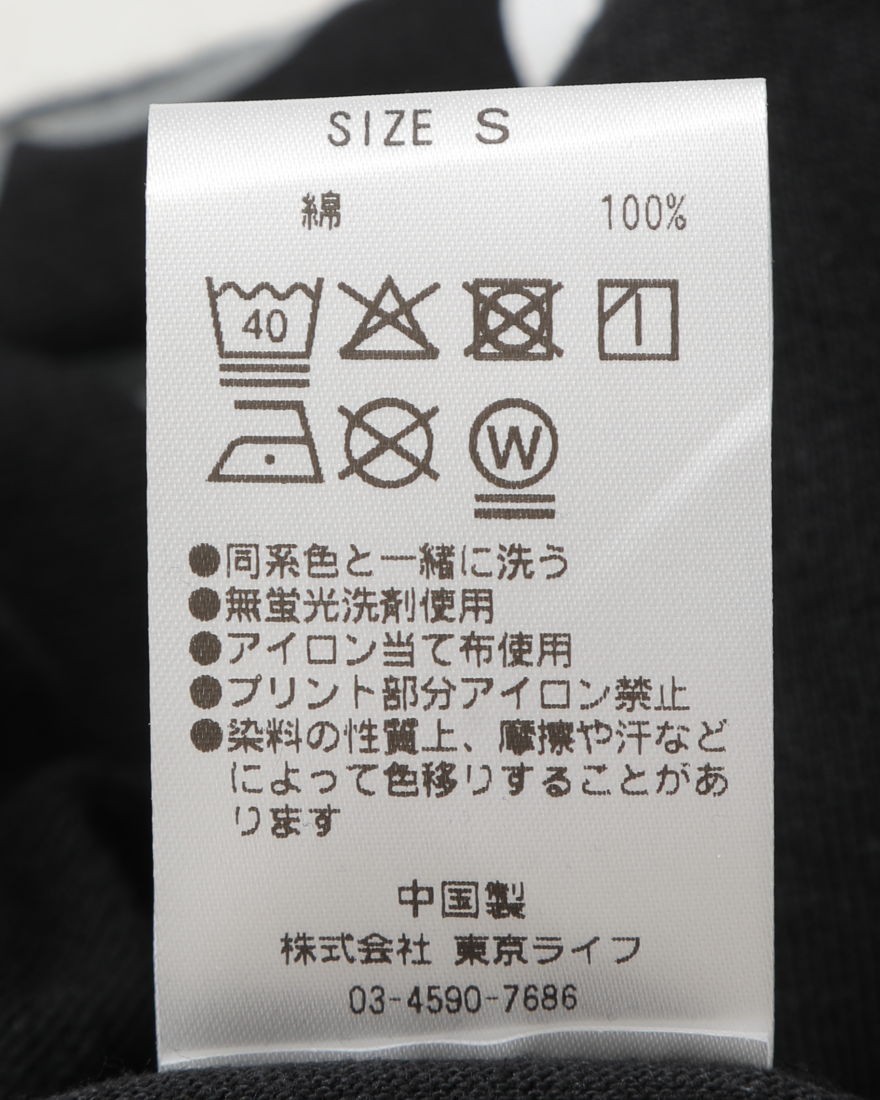 SIZE S
綿 100%
40
W
●同系色と一緒に洗う
●無蛍光洗剤使用
●アイロン当て布使用
●プリント部分アイロン禁止
●染料の性質上、摩擦や汗など
によって色移りすることがあ
ります
中国製
株式会社 東京ライフ
03-4590-7686